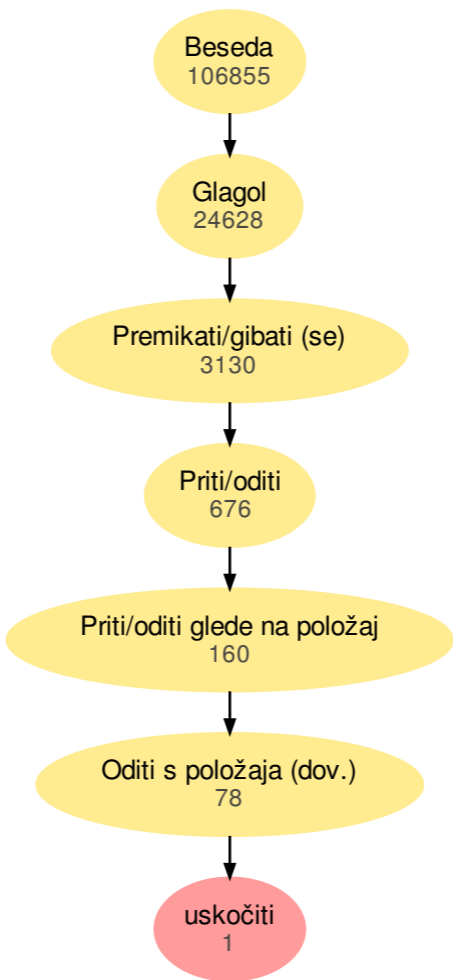 Beseda
106855
Glagol
24628
Premikati/gibati (se)
3130
Priti/oditi
676
Priti/oditi glede na položaj
160
Oditi s položaja (dov.)
78
uskočiti
1